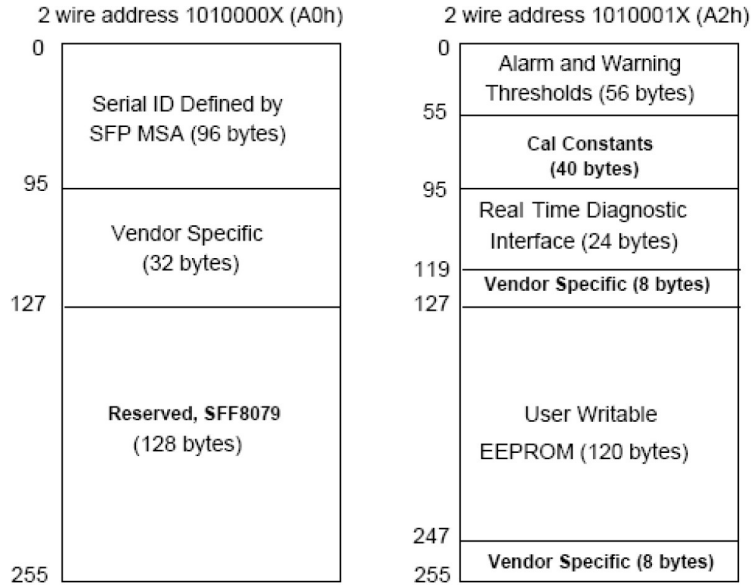 2 wire address 1010000X (A0h)
0
Serial ID Defined by
SFP MSA (96 bytes)
95
Vendor Specific
(32 bytes)
127
Reserved, SFF8079
(128 bytes)
255
2 wire address 1010001X (A2h)
0
Alarm and Warning
Thresholds (56 bytes)
55
Cal Constants
(40 bytes)
95
Real Time Diagnostic
Interface (24 bytes)
119
Vendor Specific (8 bytes)
127
User Writable
EEPROM (120 bytes)
247
Vendor Specific (8 bytes)
255